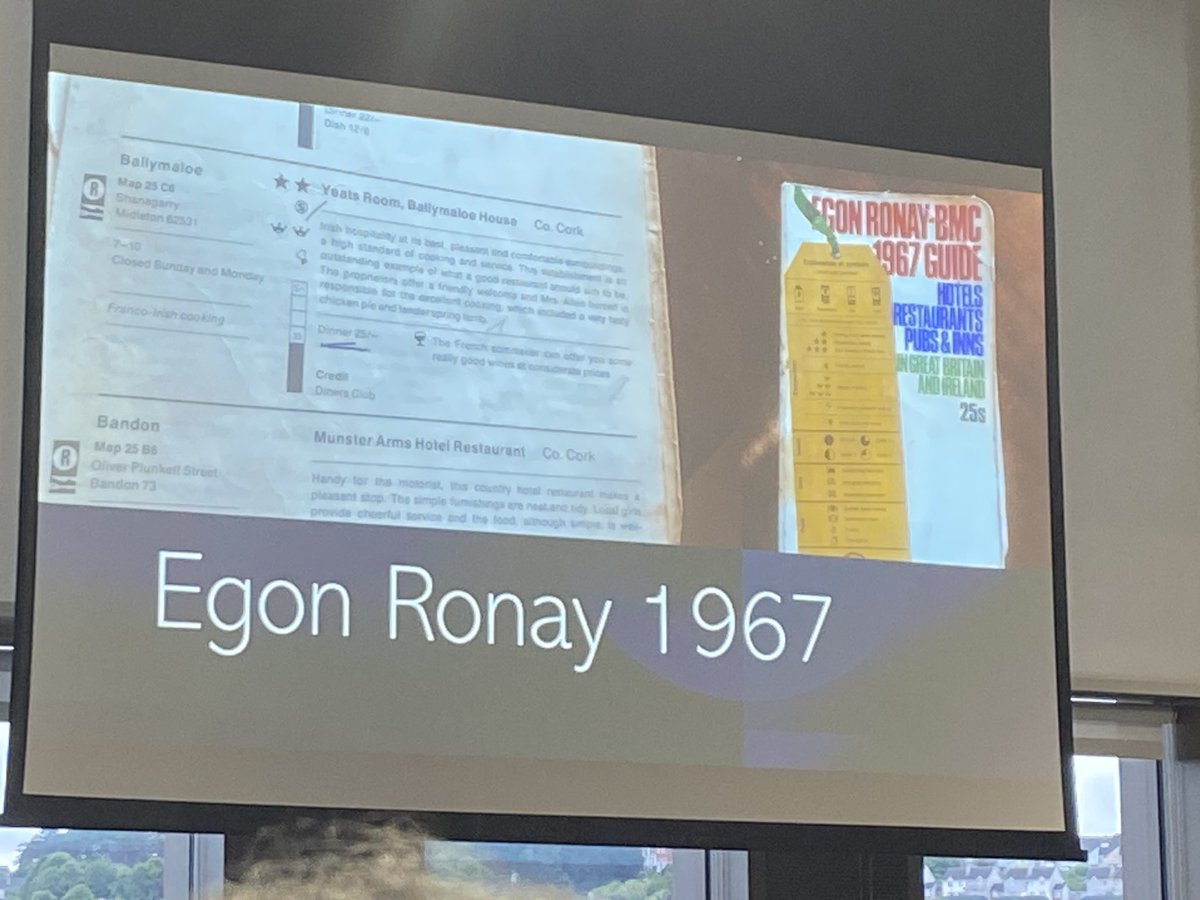 Dinner 22/-
Dish 12/6
Ballymaloe
R
Map 25 C6
Shanagarry
Midleton 62531
7–10
Closed Sunday and Monday
Franco-Irish cooking
★★ Yeats Room, Ballymaloe House Co. Cork
Irish hospitality at its best, pleasant and comfortable surroundings,
a high standard of cooking and service. This establishment is an
outstanding example of what a good restaurant should aim to be.
The proprietors offer a friendly welcome and Mrs. Allen herself is
responsible for the excellent cooking, which included a very tasty
chicken pie and tender spring lamb.
Dinner 25/–
The French sommelier can offer you some
really good wines at considerate prices
Credit
Diners Club
Bandon
R
Map 25 B6
Oliver Plunkett Street
Bandon 73
Munster Arms Hotel Restaurant Co. Cork
Handy for the motorist, this country hotel restaurant makes a
pleasant stop. The simple furnishings are neat and tidy. Local girls
provide cheerful service and the food, although simple, is well-
EGON RONAY-BMC
1967 GUIDE
HOTELS
RESTAURANTS
PUBS & INNS
IN GREAT BRITAIN
AND IRELAND
25s
Explanation of symbols
Egon Ronay 1967